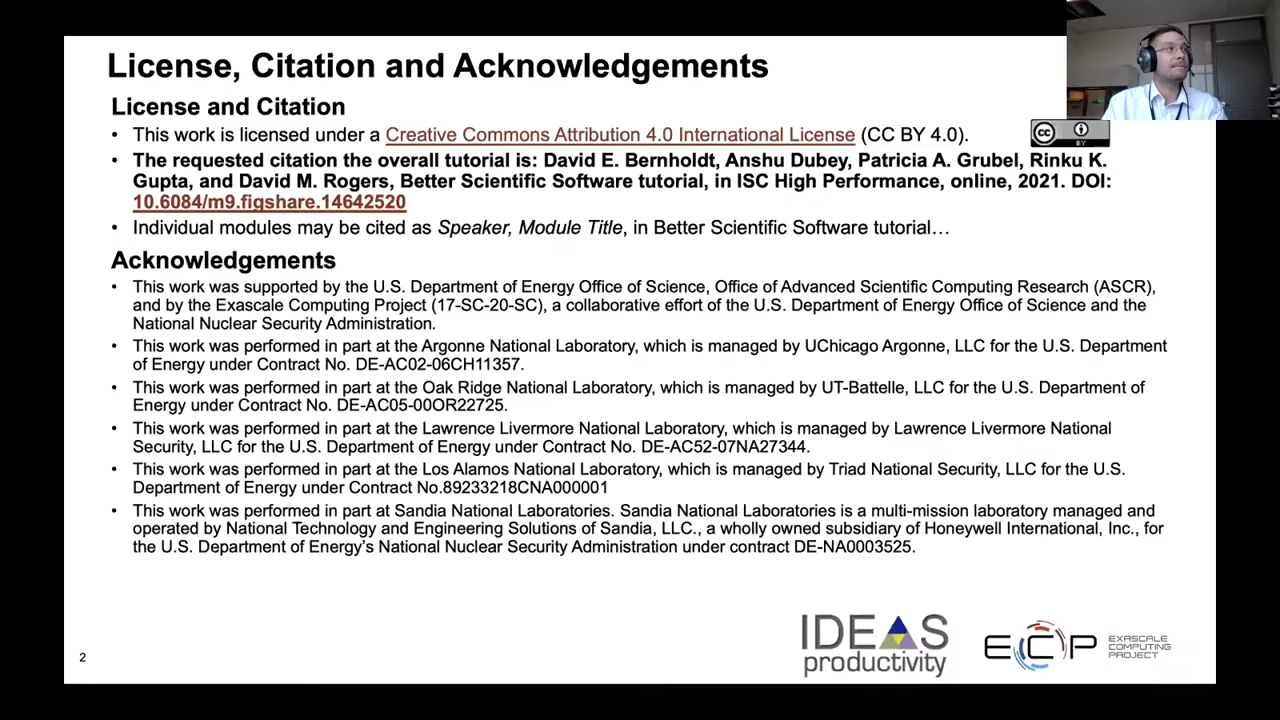 License, Citation and Acknowledgements
License and Citation
• This work is licensed under a Creative Commons Attribution 4.0 International License (CC BY 4.0).
• The requested citation the overall tutorial is: David E. Bernholdt, Anshu Dubey, Patricia A. Grubel, Rinku K.
Gupta, and David M. Rogers, Better Scientific Software tutorial, in ISC High Performance, online, 2021. DOI:
10.6084/m9.figshare.14642520
• Individual modules may be cited as Speaker, Module Title, in Better Scientific Software tutorial…
cc
BY
Acknowledgements
• This work was supported by the U.S. Department of Energy Office of Science, Office of Advanced Scientific Computing Research (ASCR),
and by the Exascale Computing Project (17-SC-20-SC), a collaborative effort of the U.S. Department of Energy Office of Science and the
National Nuclear Security Administration.
• This work was performed in part at the Argonne National Laboratory, which is managed by UChicago Argonne, LLC for the U.S. Department
of Energy under Contract No. DE-AC02-06CH11357.
• This work was performed in part at the Oak Ridge National Laboratory, which is managed by UT-Battelle, LLC for the U.S. Department of
Energy under Contract No. DE-AC05-00OR22725.
• This work was performed in part at the Lawrence Livermore National Laboratory, which is managed by Lawrence Livermore National
Security, LLC for the U.S. Department of Energy under Contract No. DE-AC52-07NA27344.
• This work was performed in part at the Los Alamos National Laboratory, which is managed by Triad National Security, LLC for the U.S.
Department of Energy under Contract No.89233218CNA000001
• This work was performed in part at Sandia National Laboratories. Sandia National Laboratories is a multi-mission laboratory managed and
operated by National Technology and Engineering Solutions of Sandia, LLC., a wholly owned subsidiary of Honeywell International, Inc., for
the U.S. Department of Energy’s National Nuclear Security Administration under contract DE-NA0003525.
2
IDEAS
productivity
ECP
EXASCALE
COMPUTING
PROJECT